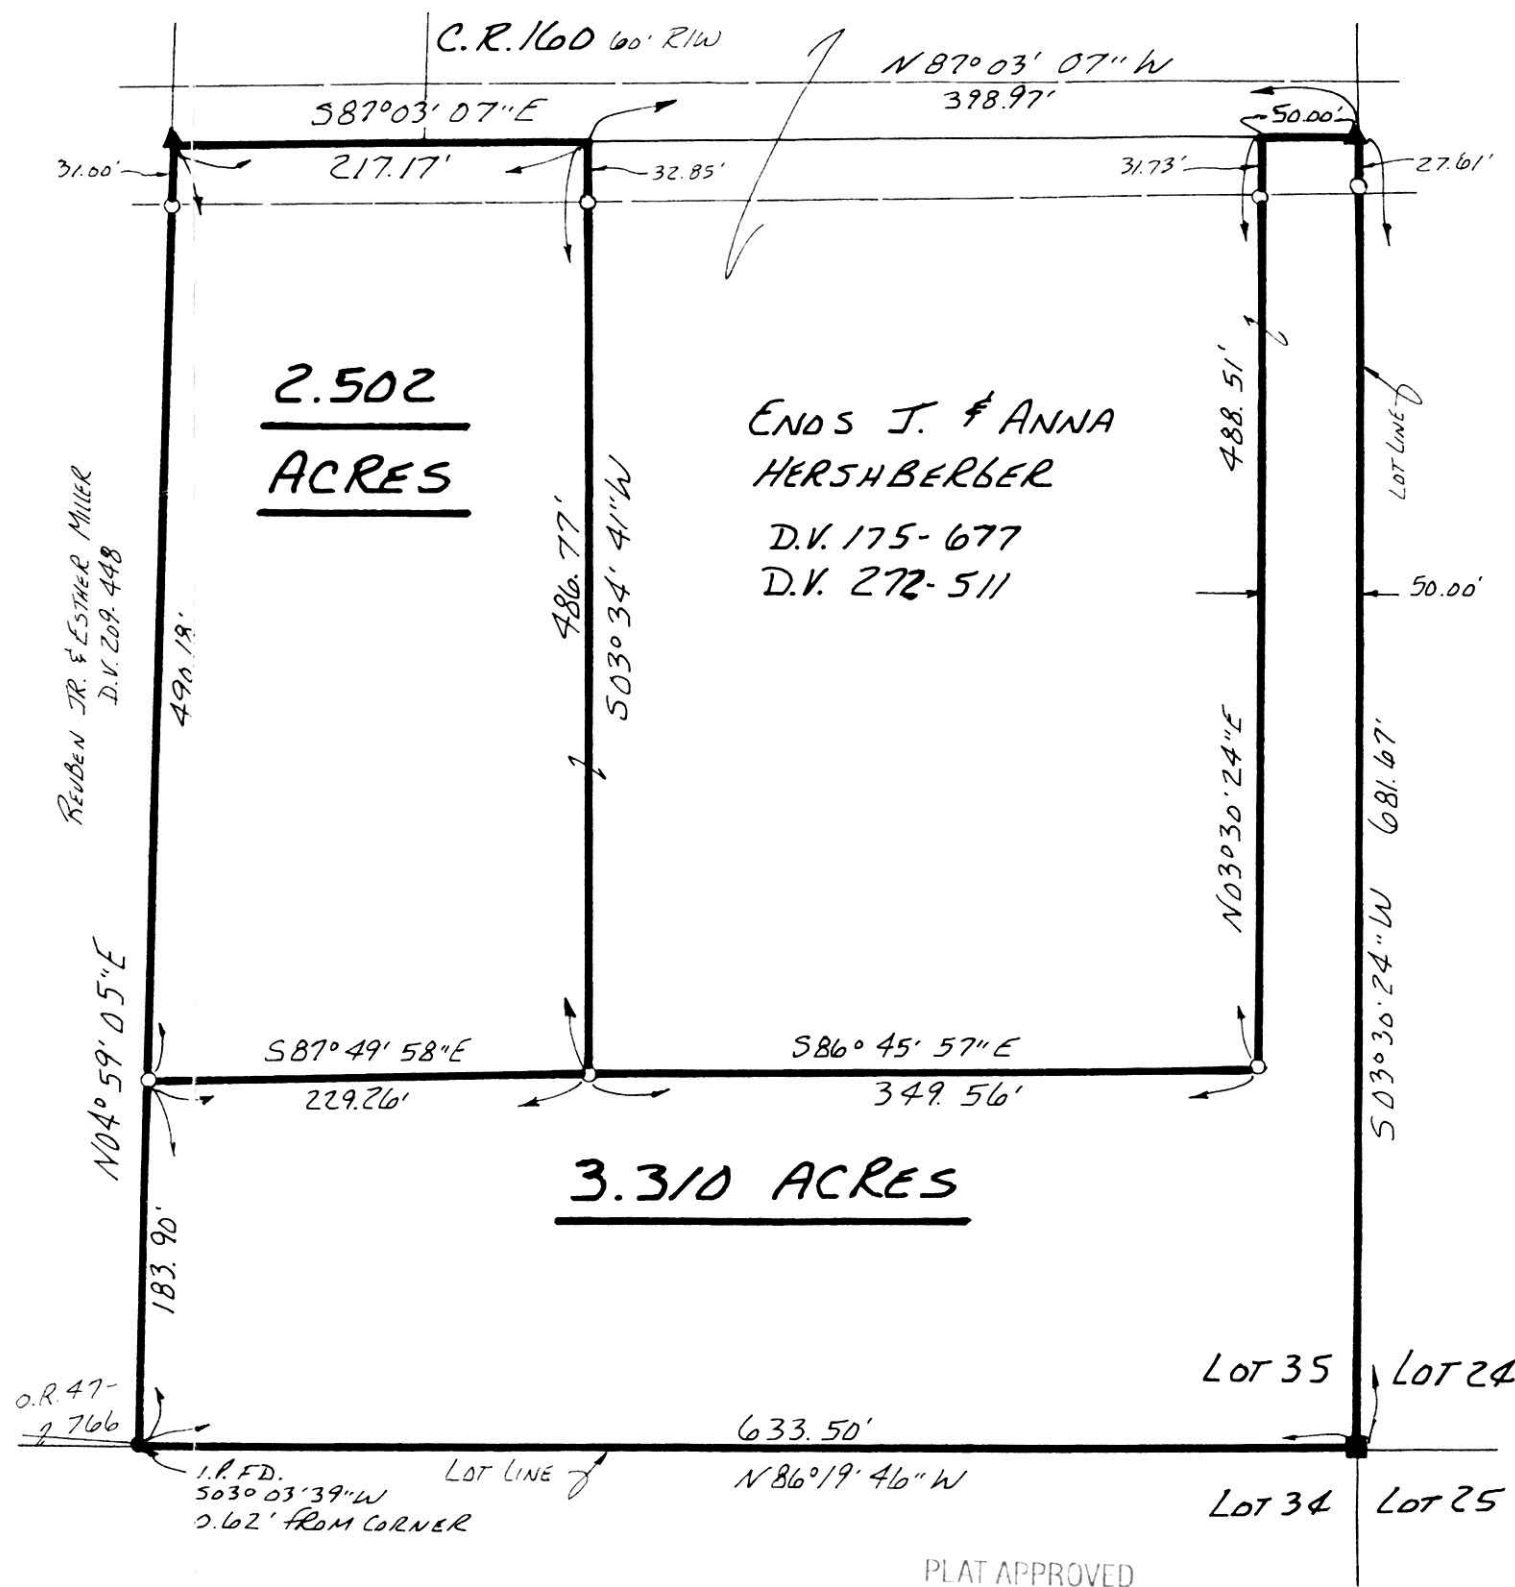 C.R.160 60' R/W
N87°03'07"W
398.97'
S87°03'07"E
217.17'
50.00'
31.00'
32.85'
31.73'
27.61'
2.502
ACRES
ENOS J. & ANNA
HERSHBERGER
D.V. 175-677
D.V. 272-511
488.51'
LOT LINE
REUBEN JR. & ESTHER MILLER
D.V. 209-448
490.18'
486.77'
S03°34'41"W
50.00'
N03°30'24"E
681.67'
S03°30'24"W
N04°59'05"E
S87°49'58"E
229.26'
S86°45'57"E
349.56'
3.310 ACRES
183.90'
LOT 35
LOT 24
O.R. 47-
766
633.50'
N86°19'46"W
LOT LINE
I.P. FD.
S03°03'39"W
0.62' FROM CORNER
LOT 34
LOT 25
PLAT APPROVED